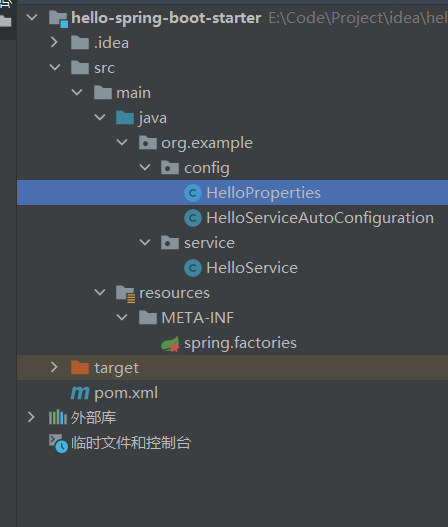 hello-spring-boot-starter E:\Code\Project\idea\hel
.idea
src
main
java
org.example
config
HelloProperties
HelloServiceAutoConfiguration
service
HelloService
resources
META-INF
spring.factories
target
pom.xml
外部库
临时文件和控制台